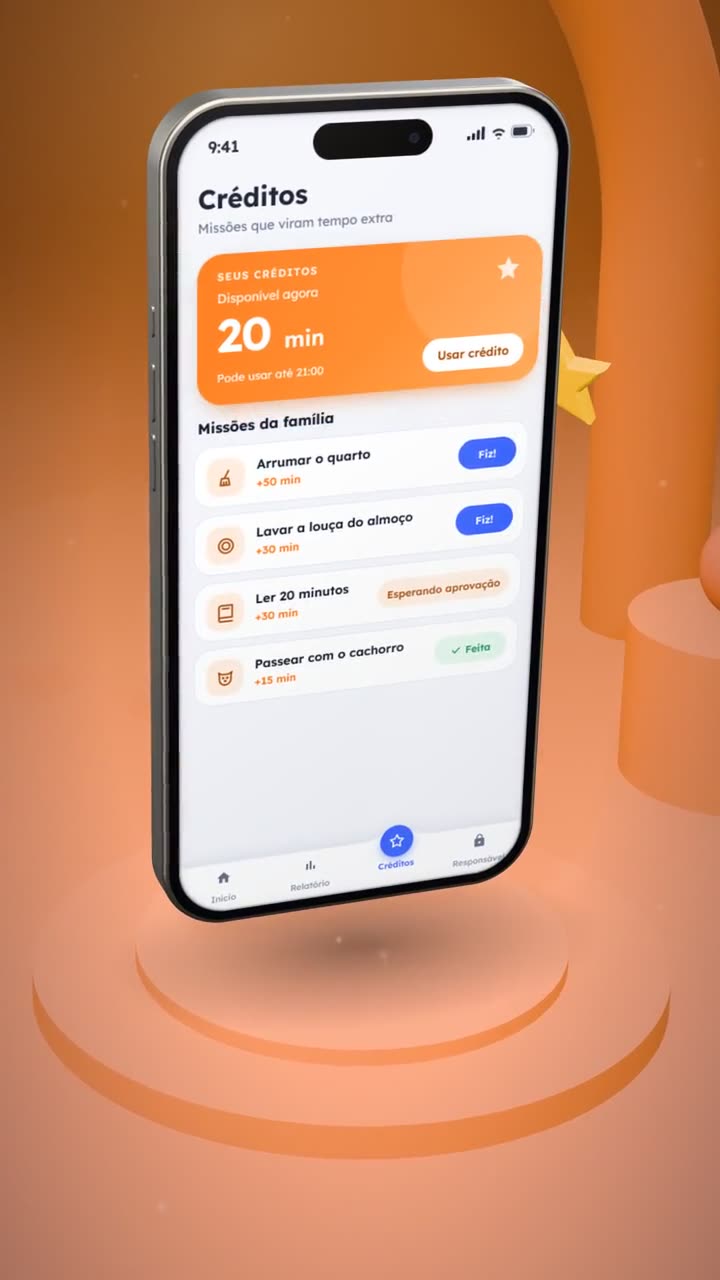 9:41
Créditos
Missões que viram tempo extra
SEUS CRÉDITOS
Disponível agora
20 min
Usar crédito
Pode usar até 21:00
Missões da família
Arrumar o quarto
+50 min
Fiz!
Lavar a louça do almoço
+30 min
Fiz!
Ler 20 minutos
+30 min
Esperando aprovação
Passear com o cachorro
+15 min
Feita
Início
Relatório
Créditos
Responsável